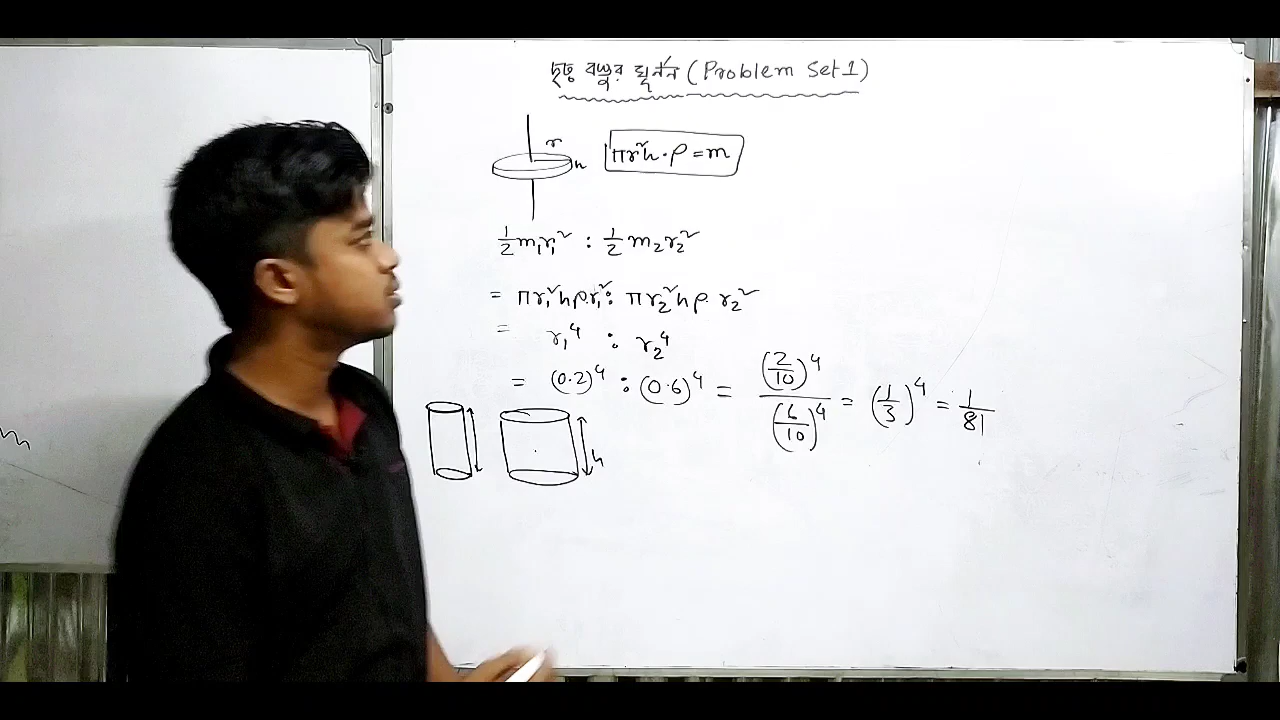 দৃঢ় বস্তুর ঘূর্ণন (Problem Set 1)
r
h
πr²h·ρ = m
½m₁r₁² : ½m₂r₂²
= πr₁²hρr₁² : πr₂²hρ r₂²
= r₁⁴ : r₂⁴
= (0.2)⁴ : (0.6)⁴ = (2/10)⁴ / (6/10)⁴ = (1/3)⁴ = 1/81
h